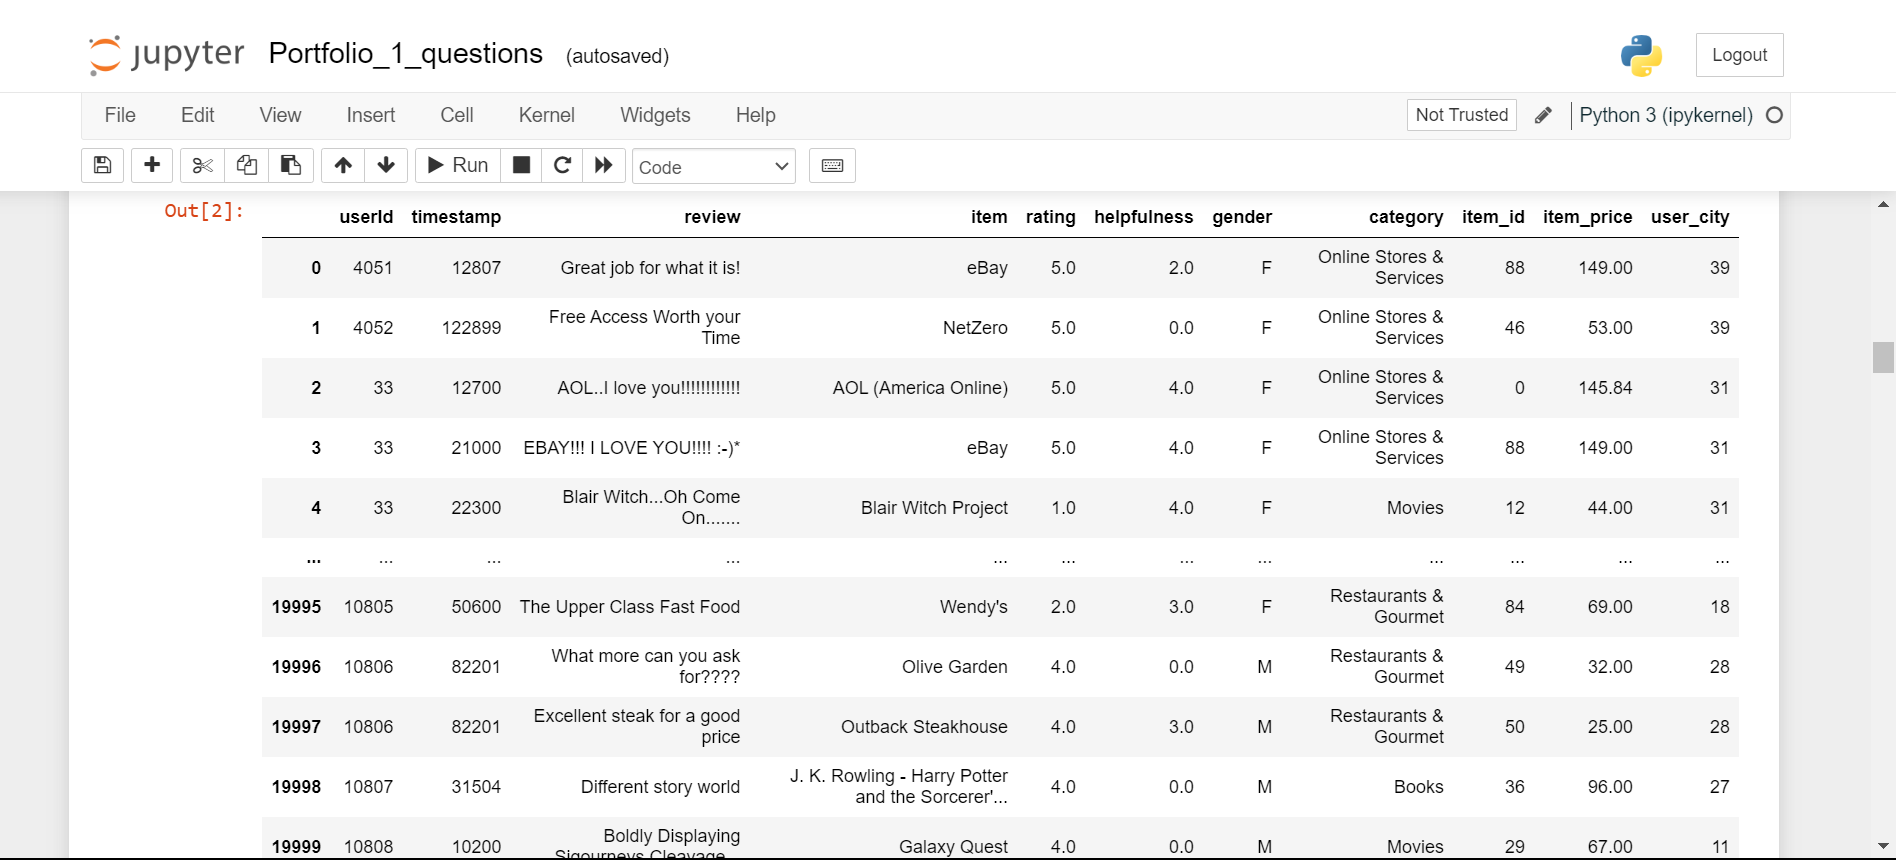 jupyter Portfolio_1_questions (autosaved) Logout
File Edit View Insert Cell Kernel Widgets Help Not Trusted Python 3 (ipykernel)
Run Code
Out[2]:
userId timestamp review item rating helpfulness gender category item_id item_price user_city
0 4051 12807 Great job for what it is! eBay 5.0 2.0 F Online Stores & Services 88 149.00 39
1 4052 122899 Free Access Worth your Time NetZero 5.0 0.0 F Online Stores & Services 46 53.00 39
2 33 12700 AOL..I love you!!!!!!!!!!!! AOL (America Online) 5.0 4.0 F Online Stores & Services 0 145.84 31
3 33 21000 EBAY!!! I LOVE YOU!!!! :-)* eBay 5.0 4.0 F Online Stores & Services 88 149.00 31
4 33 22300 Blair Witch...Oh Come On....... Blair Witch Project 1.0 4.0 F Movies 12 44.00 31
... ... ... ... ... ... ... ... ... ... ... ...
19995 10805 50600 The Upper Class Fast Food Wendy's 2.0 3.0 F Restaurants & Gourmet 84 69.00 18
19996 10806 82201 What more can you ask for???? Olive Garden 4.0 0.0 M Restaurants & Gourmet 49 32.00 28
19997 10806 82201 Excellent steak for a good price Outback Steakhouse 4.0 3.0 M Restaurants & Gourmet 50 25.00 28
19998 10807 31504 Different story world J. K. Rowling - Harry Potter and the Sorcerer'... 4.0 0.0 M Books 36 96.00 27
19999 10808 10200 Boldly Displaying Sigourneys Cleavage Galaxy Quest 4.0 0.0 M Movies 29 67.00 11